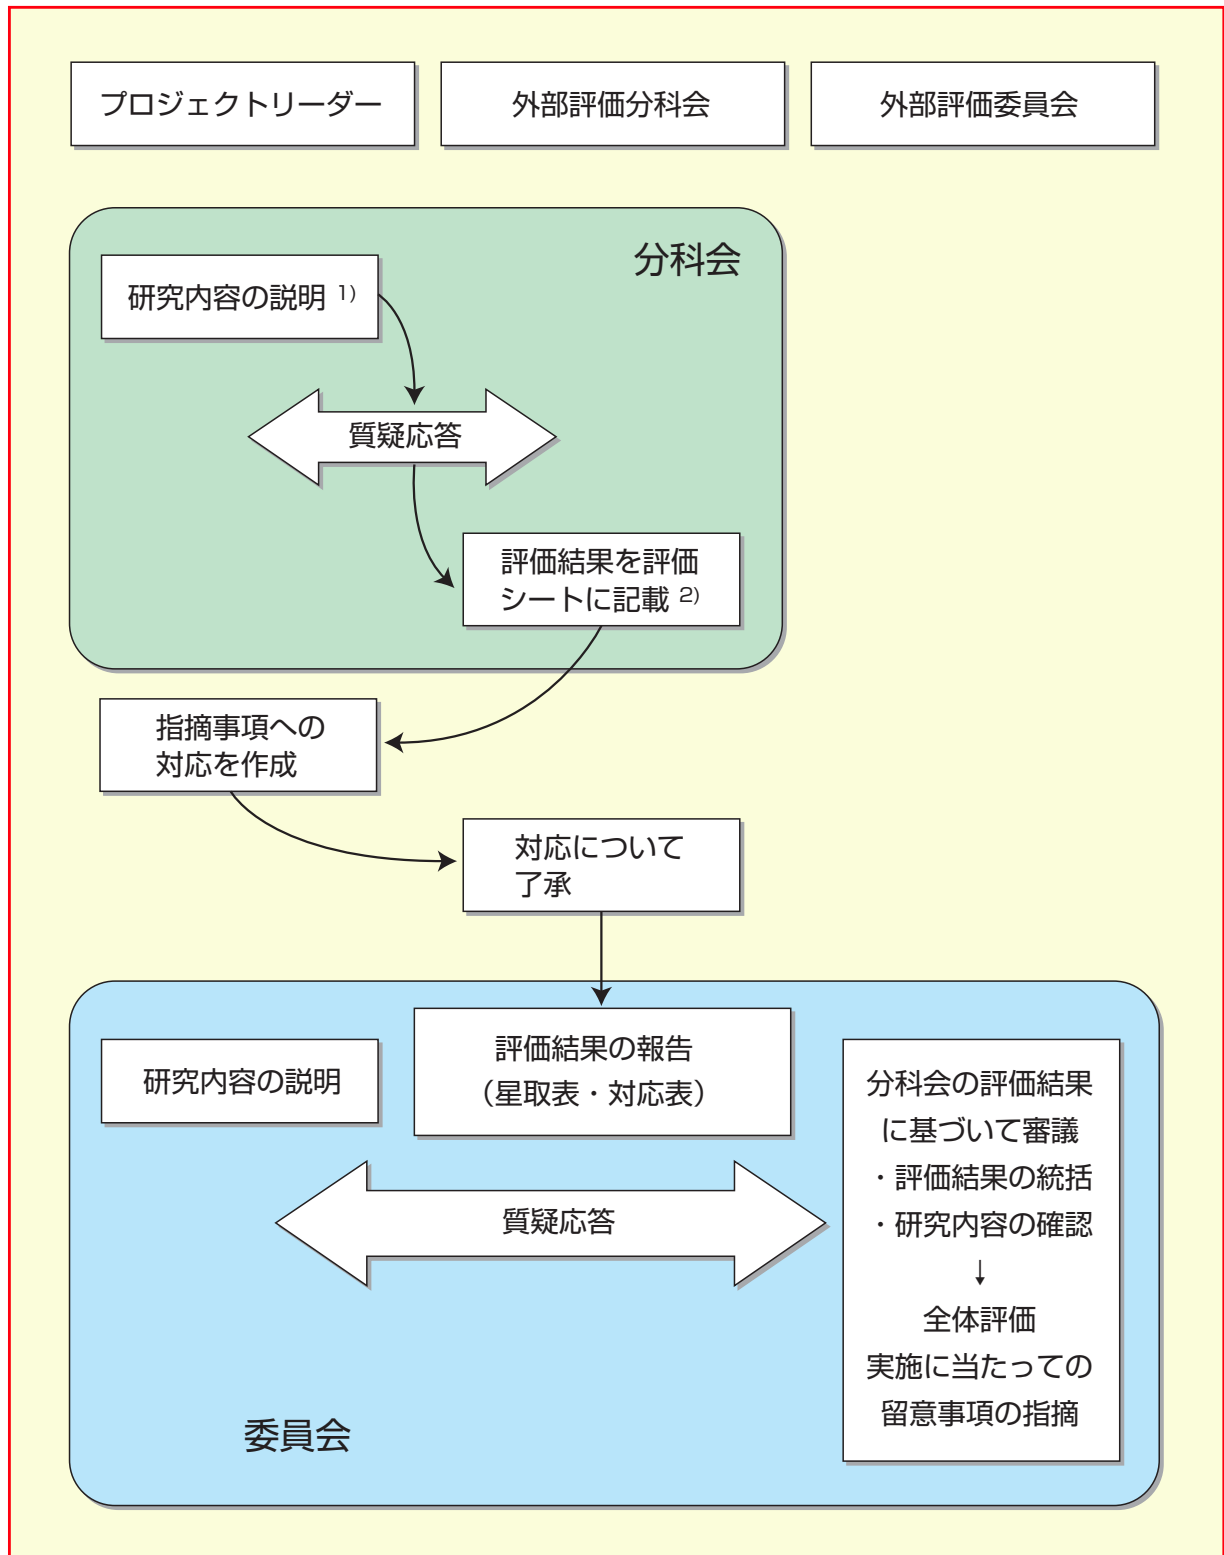 プロジェクトリーダー
外部評価分科会
外部評価委員会
分科会
研究内容の説明 1)
質疑応答
評価結果を評価
シートに記載 2)
指摘事項への
対応を作成
対応について
了承
研究内容の説明
評価結果の報告
（星取表・対応表）
質疑応答
分科会の評価結果
に基づいて審議
・評価結果の統括
・研究内容の確認
↓
全体評価
実施に当たっての
留意事項の指摘
委員会